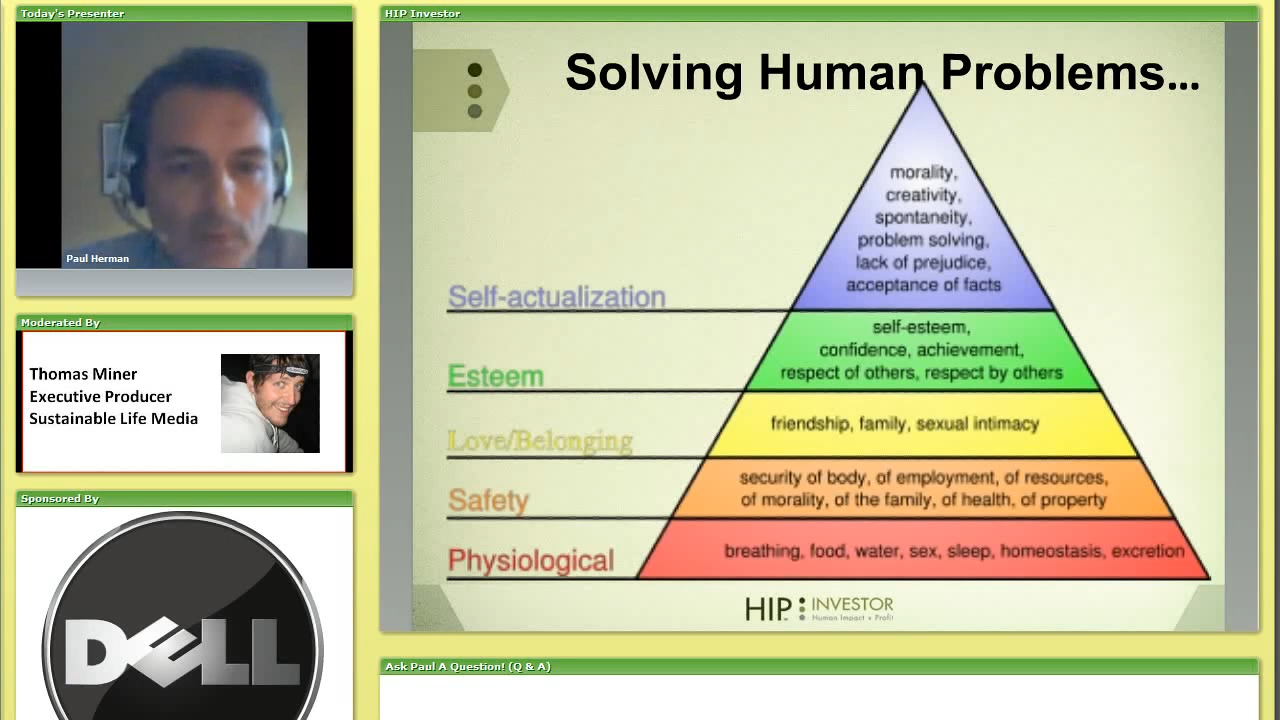 Today's Presenter
Paul Herman
Moderated By
Thomas Miner
Executive Producer
Sustainable Life Media
Sponsored By
DELL
HIP Investor
Solving Human Problems...
morality,
creativity,
spontaneity,
problem solving,
lack of prejudice,
acceptance of facts
Self-actualization
self-esteem,
confidence, achievement,
respect of others, respect by others
Esteem
friendship, family, sexual intimacy
Love/Belonging
security of body, of employment, of resources,
of morality, of the family, of health, of property
Safety
breathing, food, water, sex, sleep, homeostasis, excretion
Physiological
HIP INVESTOR
Human Impact + Profit
Ask Paul A Question! (Q & A)